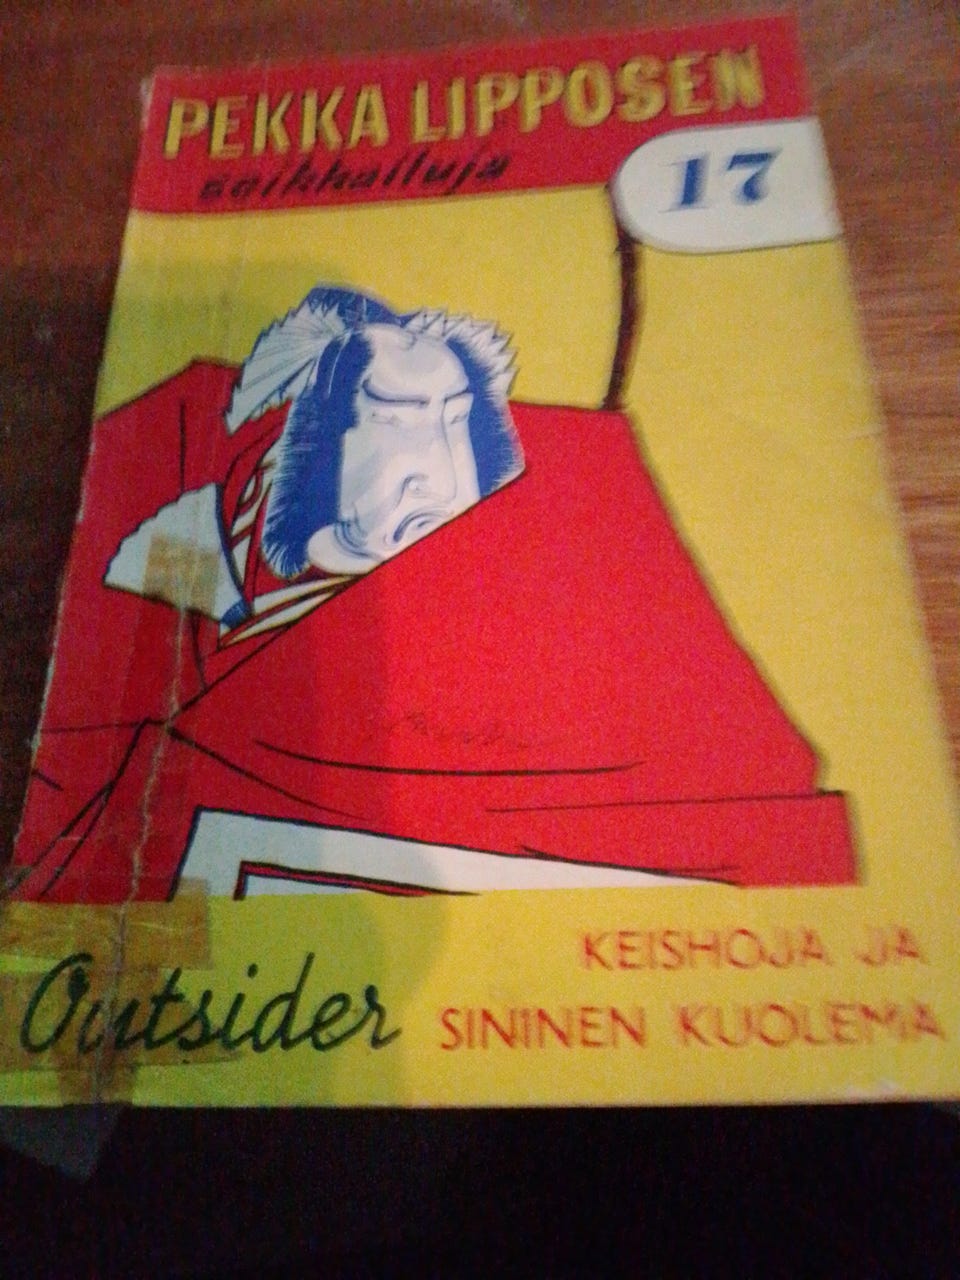 PEKKA LIPPOSEN
seikkailuja
17
Outsider
KEISHOJA JA
SININEN KUOLEMA